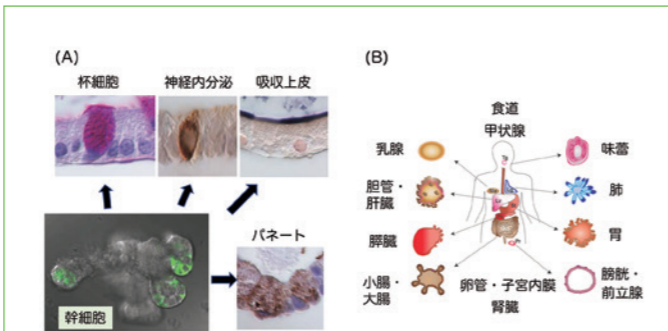 (A)
杯細胞
神経内分泌
吸収上皮
パネート
幹細胞
(B)
食道
甲状腺
乳腺
味蕾
胆管・
肝臓
肺
膵臓
胃
小腸・
大腸
卵管・子宮内膜
腎臓
膀胱・
前立腺